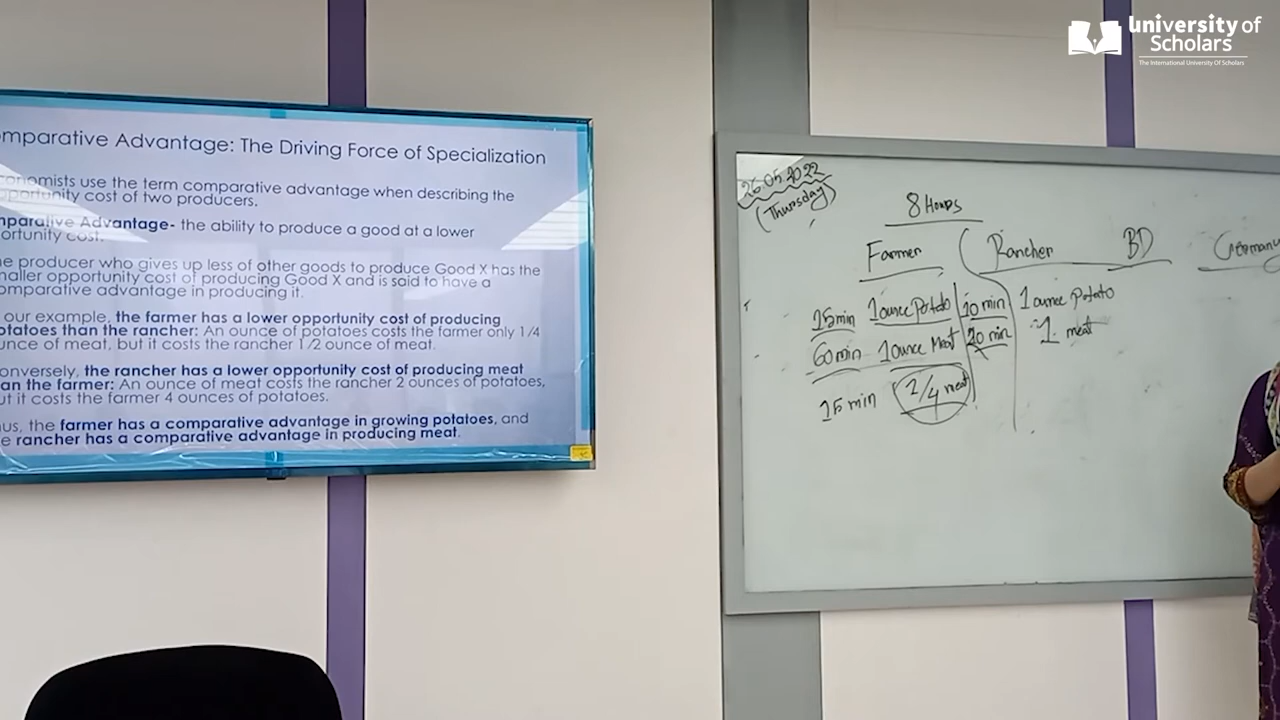 University of
Scholars
The International University Of Scholars
omparative Advantage: The Driving Force of Specialization
conomists use the term comparative advantage when describing the
pportunity cost of two producers.
mparative Advantage- the ability to produce a good at a lower
ortunity cost.
he producer who gives up less of other goods to produce Good X has the
maller opportunity cost of producing Good X and is said to have a
omparative advantage in producing it.
our example, the farmer has a lower opportunity cost of producing
otatoes than the rancher: An ounce of potatoes costs the farmer only 1/4
unce of meat, but it costs the rancher 1/2 ounce of meat.
onversely, the rancher has a lower opportunity cost of producing meat
an the farmer: An ounce of meat costs the rancher 2 ounces of potatoes,
ut it costs the farmer 4 ounces of potatoes.
us, the farmer has a comparative advantage in growing potatoes, and
e rancher has a comparative advantage in producing meat.
26.05.2022
(Thursday)
8 Hours
Farmer Rancher BD Germany
15min 1 ounce potato 10 min 1 ounce potato
60min 1 ounce Meat 20 min 1 meat
15 min 1/4 meat